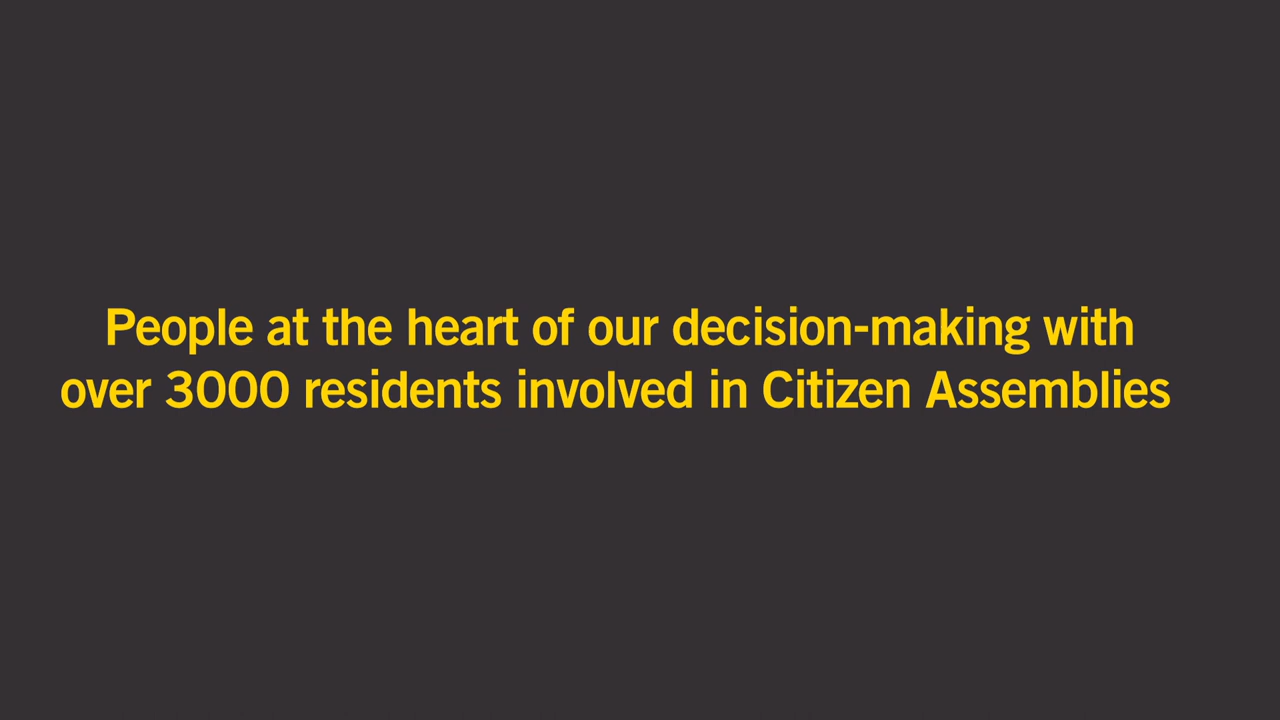 People at the heart of our decision-making with
over 3000 residents involved in Citizen Assemblies